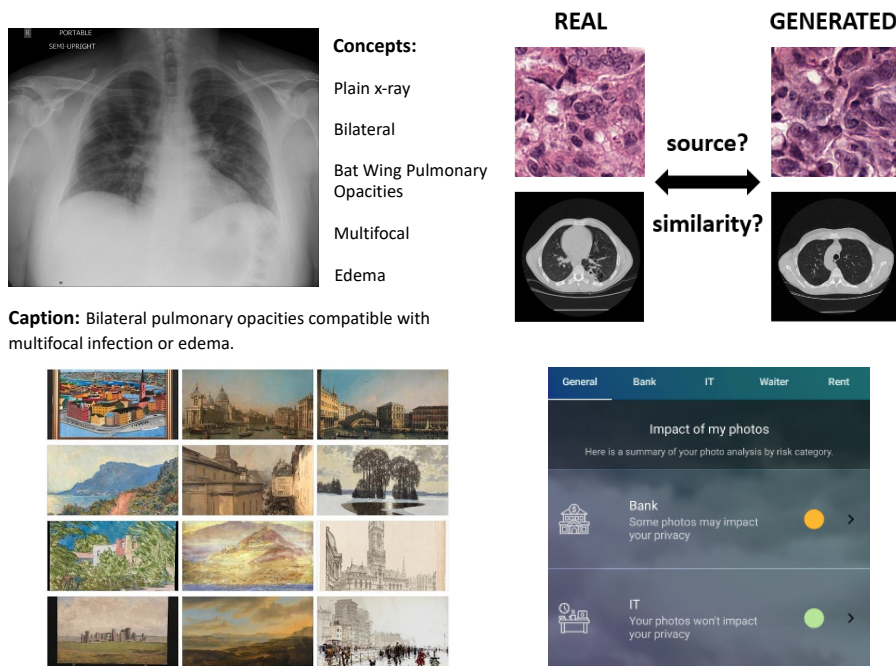 R
PORTABLE
SEMI-UPRIGHT
Concepts:
Plain x-ray
Bilateral
Bat Wing Pulmonary
Opacities
Multifocal
Edema
Caption: Bilateral pulmonary opacities compatible with
multifocal infection or edema.
REAL
GENERATED
source?
similarity?
General
Bank
IT
Waiter
Rent
Impact of my photos
Here is a summary of your photo analysis by risk category.
Bank
Some photos may impact
your privacy
IT
Your photos won't impact
your privacy